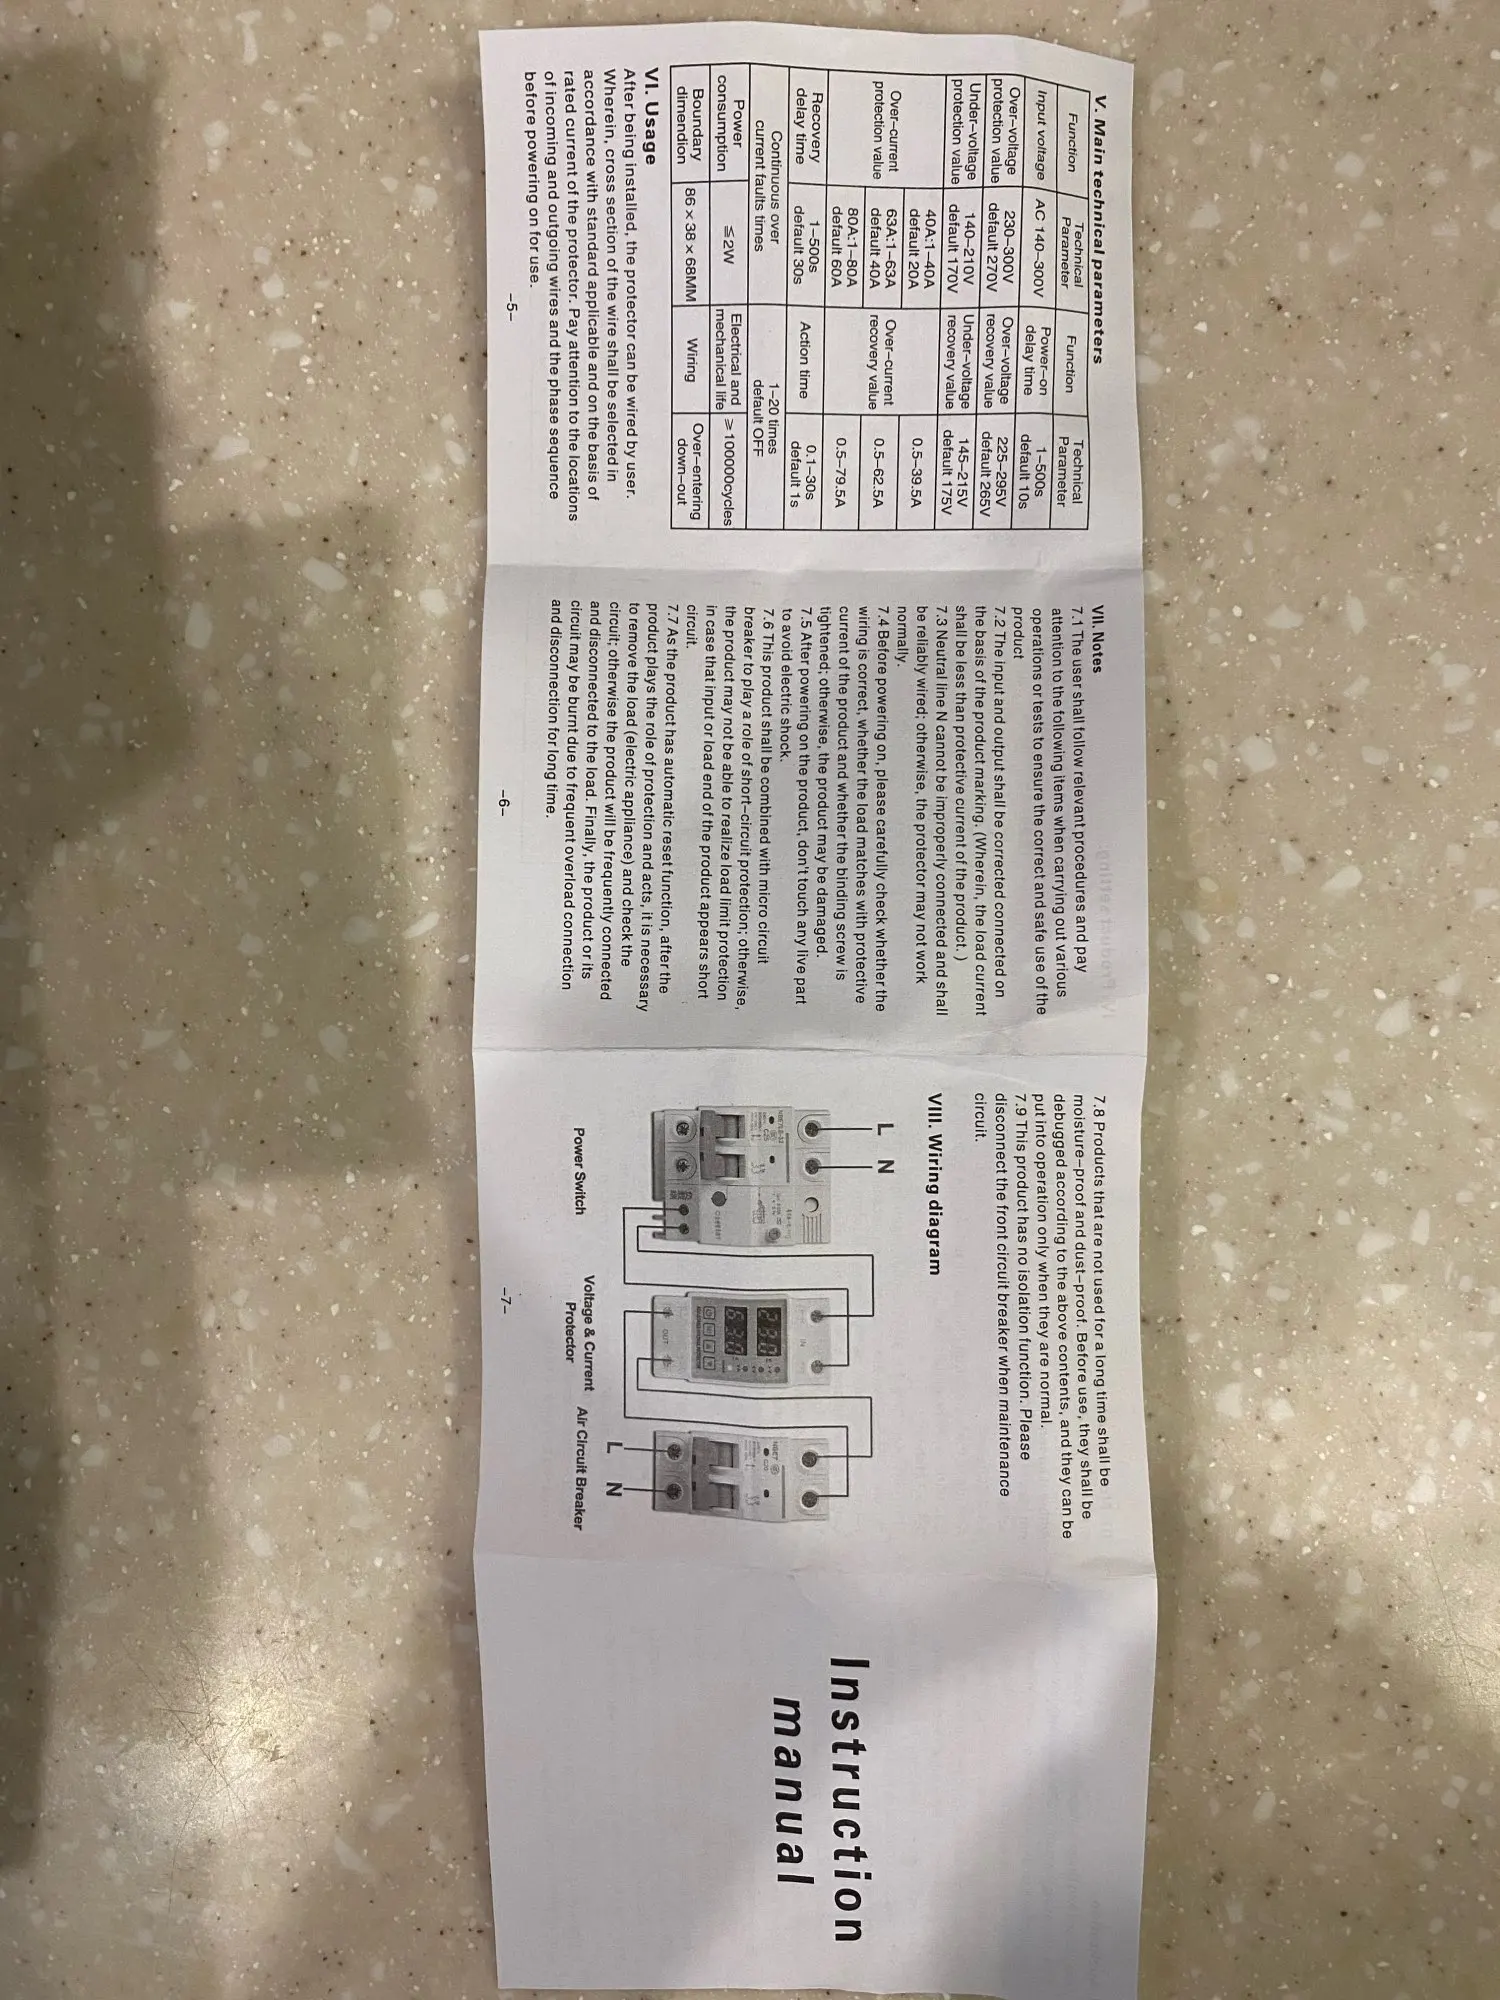 V. Main technical parameters
Function Technical Parameter Function Technical Parameter
Input voltage AC 140–300V Power–on delay time 1–500s default 10s
Over–voltage protection value 230–300V default 270V Over–voltage recovery value 225–295V default 265V
Under–voltage protection value 140–210V default 170V Under–voltage recovery value 145–215V default 175V
Over–current protection value 40A:1–40A default 20A Over–current recovery value 0.5–39.5A
63A:1–63A default 40A 0.5–62.5A
80A:1–80A default 60A 0.5–79.5A
Recovery delay time 1–500s default 30s Action time 0.1–30s default 1s
Continuous over current faults times 1–20 times default OFF
Power consumption ≤2W Electrical and mechanical life ≥100000cycles
Boundary dimendion 86×38×68MM Wiring Over–entering down–out
VI. Usage
After being installed, the protector can be wired by user.
Wherein, cross section of the wire shall be selected in
accordance with standard applicable and on the basis of
rated current of the protector. Pay attention to the locations
of incoming and outgoing wires and the phase sequence
before powering on for use.
–5–
VII. Notes
7.1 The user shall follow relevant procedures and pay
attention to the following items when carrying out various
operations or tests to ensure the correct and safe use of the
product
7.2 The input and output shall be corrected connected on
the basis of the product marking. (Wherein, the load current
shall be less than protective current of the product.)
7.3 Neutral line N cannot be improperly connected and shall
be reliably wired; otherwise, the protector may not work
normally.
7.4 Before powering on, please carefully check whether the
wiring is correct, whether the load matches with protective
current of the product and whether the binding screw is
tightened; otherwise, the product may be damaged.
7.5 After powering on the product, don't touch any live part
to avoid electric shock.
7.6 This product shall be combined with micro circuit
breaker to play a role of short–circuit protection; otherwise,
the product may not be able to realize load limit protection
in case that input or load end of the product appears short
circuit.
7.7 As the product has automatic reset function, after the
product plays the role of protection and acts, it is necessary
to remove the load (electric appliance) and check the
circuit; otherwise the product will be frequently connected
and disconnected to the load. Finally, the product or its
circuit may be burnt due to frequent overload connection
and disconnection for long time.
–6–
7.8 Products that are not used for a long time shall be
moisture–proof and dust–proof. Before use, they shall be
debugged according to the above contents, and they can be
put into operation only when they are normal.
7.9 This product has no isolation function. Please
disconnect the front circuit breaker when maintenance
circuit.
VIII. Wiring diagram
L N
IN
OUT
L N
Power Switch
Voltage & Current
Protector
Air Circuit Breaker
–7–
Instruction
manual